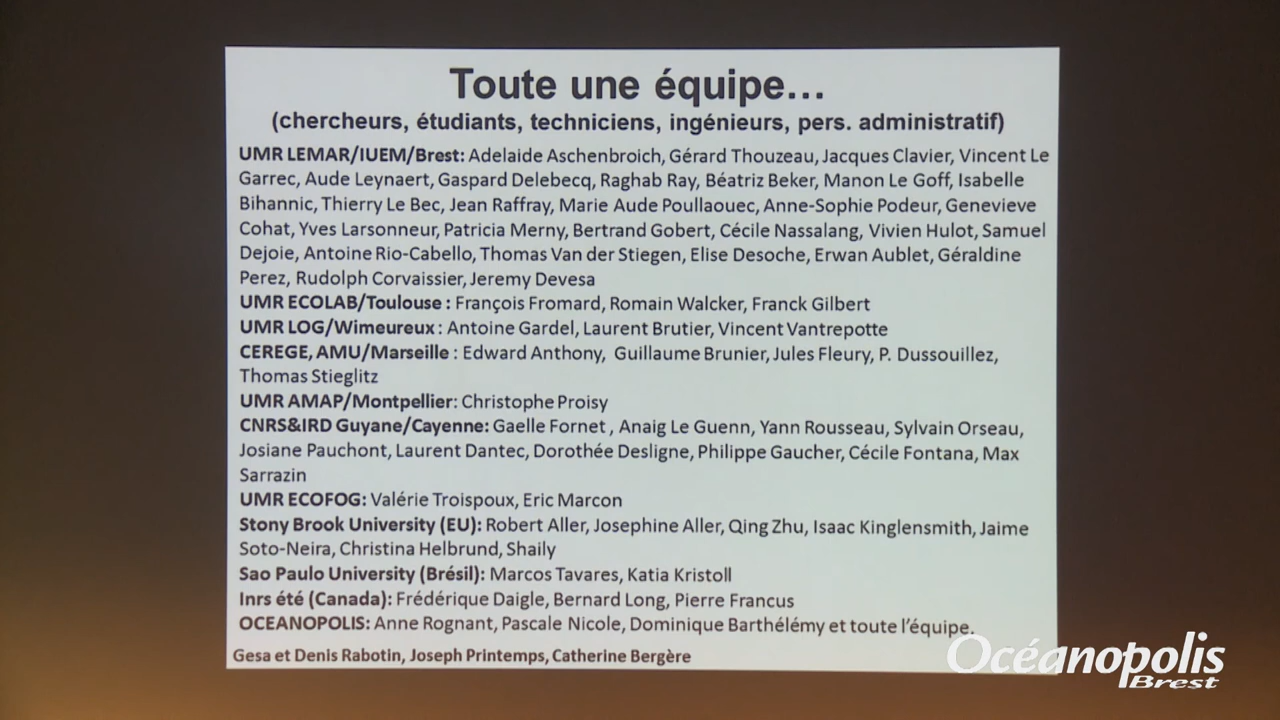 Toute une équipe…
(chercheurs, étudiants, techniciens, ingénieurs, pers. administratif)
UMR LEMAR/IUEM/Brest: Adelaide Aschenbroich, Gérard Thouzeau, Jacques Clavier, Vincent Le
Garrec, Aude Leynaert, Gaspard Delebecq, Raghab Ray, Béatriz Beker, Manon Le Goff, Isabelle
Bihannic, Thierry Le Bec, Jean Raffray, Marie Aude Poullaouec, Anne-Sophie Podeur, Genevieve
Cohat, Yves Larsonneur, Patricia Merny, Bertrand Gobert, Cécile Nassalang, Vivien Hulot, Samuel
Dejoie, Antoine Rio-Cabello, Thomas Van der Stiegen, Elise Desoche, Erwan Aublet, Géraldine
Perez, Rudolph Corvaissier, Jeremy Devesa
UMR ECOLAB/Toulouse : François Fromard, Romain Walcker, Franck Gilbert
UMR LOG/Wimeureux : Antoine Gardel, Laurent Brutier, Vincent Vantrepotte
CEREGE, AMU/Marseille : Edward Anthony, Guillaume Brunier, Jules Fleury, P. Dussouillez,
Thomas Stieglitz
UMR AMAP/Montpellier: Christophe Proisy
CNRS&IRD Guyane/Cayenne: Gaelle Fornet , Anaig Le Guenn, Yann Rousseau, Sylvain Orseau,
Josiane Pauchont, Laurent Dantec, Dorothée Desligne, Philippe Gaucher, Cécile Fontana, Max
Sarrazin
UMR ECOFOG: Valérie Troispoux, Eric Marcon
Stony Brook University (EU): Robert Aller, Josephine Aller, Qing Zhu, Isaac Kinglensmith, Jaime
Soto-Neira, Christina Helbrund, Shaily
Sao Paulo University (Brésil): Marcos Tavares, Katia Kristoll
Inrs été (Canada): Frédérique Daigle, Bernard Long, Pierre Francus
OCEANOPOLIS: Anne Rognant, Pascale Nicole, Dominique Barthélémy et toute l'équipe.
Gesa et Denis Rabotin, Joseph Printemps, Catherine Bergère
Océanopolis
Brest